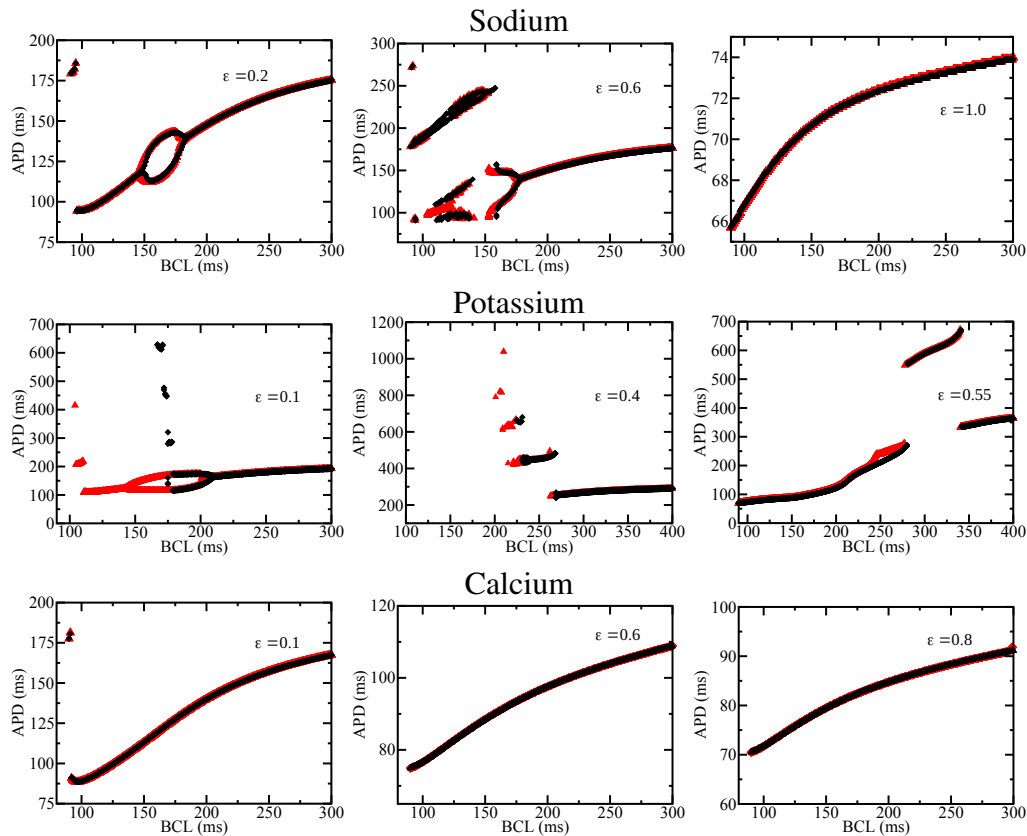 Sodium
200
175
150
125
100
75
APD (ms)
ε =0.2
100 150 200 250 300
BCL (ms)
300
250
200
150
100
APD (ms)
ε =0.6
100 150 200 250 300
BCL (ms)
74
72
70
68
66
APD (ms)
ε =1.0
100 150 200 250 300
BCL (ms)
Potassium
700
600
500
400
300
200
100
0
APD (ms)
ε =0.1
100 150 200 250 300
BCL (ms)
1200
1000
800
600
400
200
APD (ms)
ε =0.4
100 150 200 250 300 350 400
BCL (ms)
700
600
500
400
300
200
100
0
APD (ms)
ε =0.55
100 150 200 250 300 350 400
BCL (ms)
Calcium
200
175
150
125
100
75
APD (ms)
ε =0.1
100 150 200 250 300
BCL (ms)
120
100
80
APD (ms)
ε =0.6
100 150 200 250 300
BCL (ms)
100
90
80
70
60
APD (ms)
ε =0.8
100 150 200 250 300
BCL (ms)